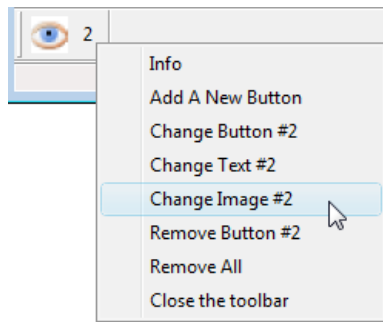 2
Info
Add A New Button
Change Button #2
Change Text #2
Change Image #2
Remove Button #2
Remove All
Close the toolbar